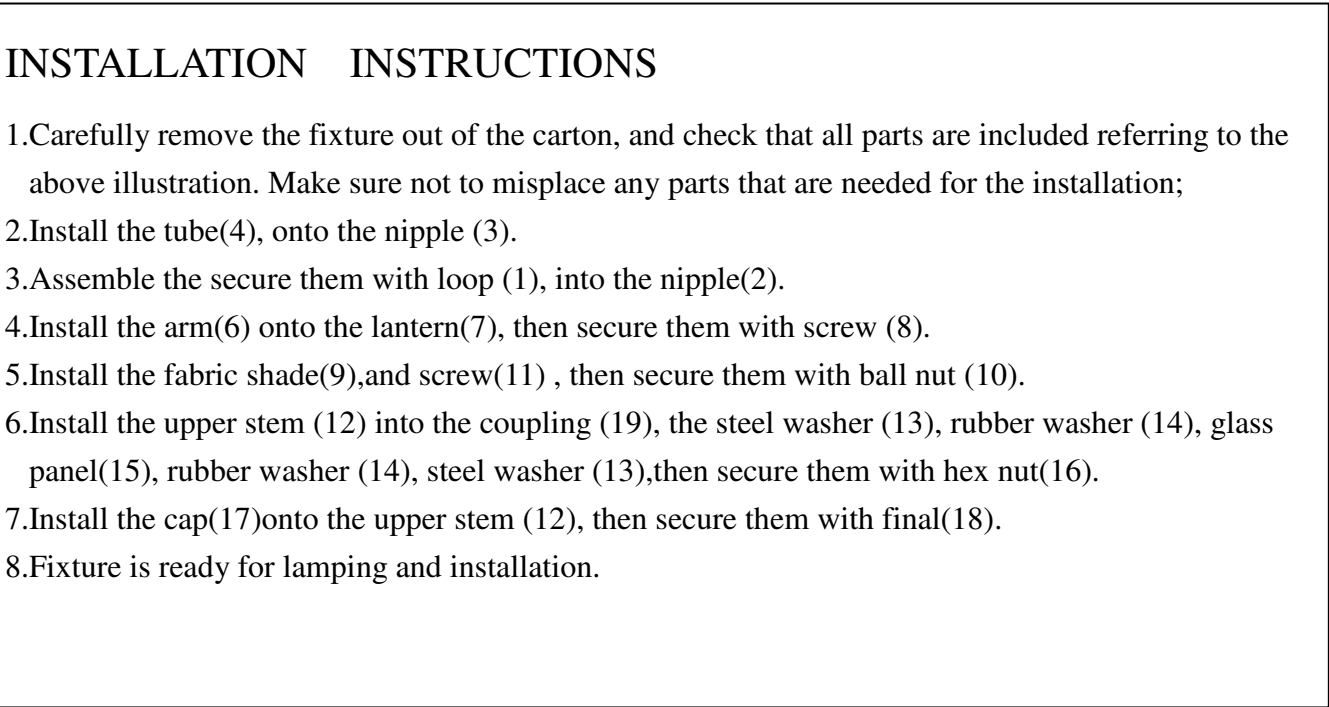 INSTALLATION INSTRUCTIONS
1.Carefully remove the fixture out of the carton, and check that all parts are included referring to the
above illustration. Make sure not to misplace any parts that are needed for the installation;
2.Install the tube(4), onto the nipple (3).
3.Assemble the secure them with loop (1), into the nipple(2).
4.Install the arm(6) onto the lantern(7), then secure them with screw (8).
5.Install the fabric shade(9),and screw(11) , then secure them with ball nut (10).
6.Install the upper stem (12) into the coupling (19), the steel washer (13), rubber washer (14), glass
panel(15), rubber washer (14), steel washer (13),then secure them with hex nut(16).
7.Install the cap(17)onto the upper stem (12), then secure them with final(18).
8.Fixture is ready for lamping and installation.